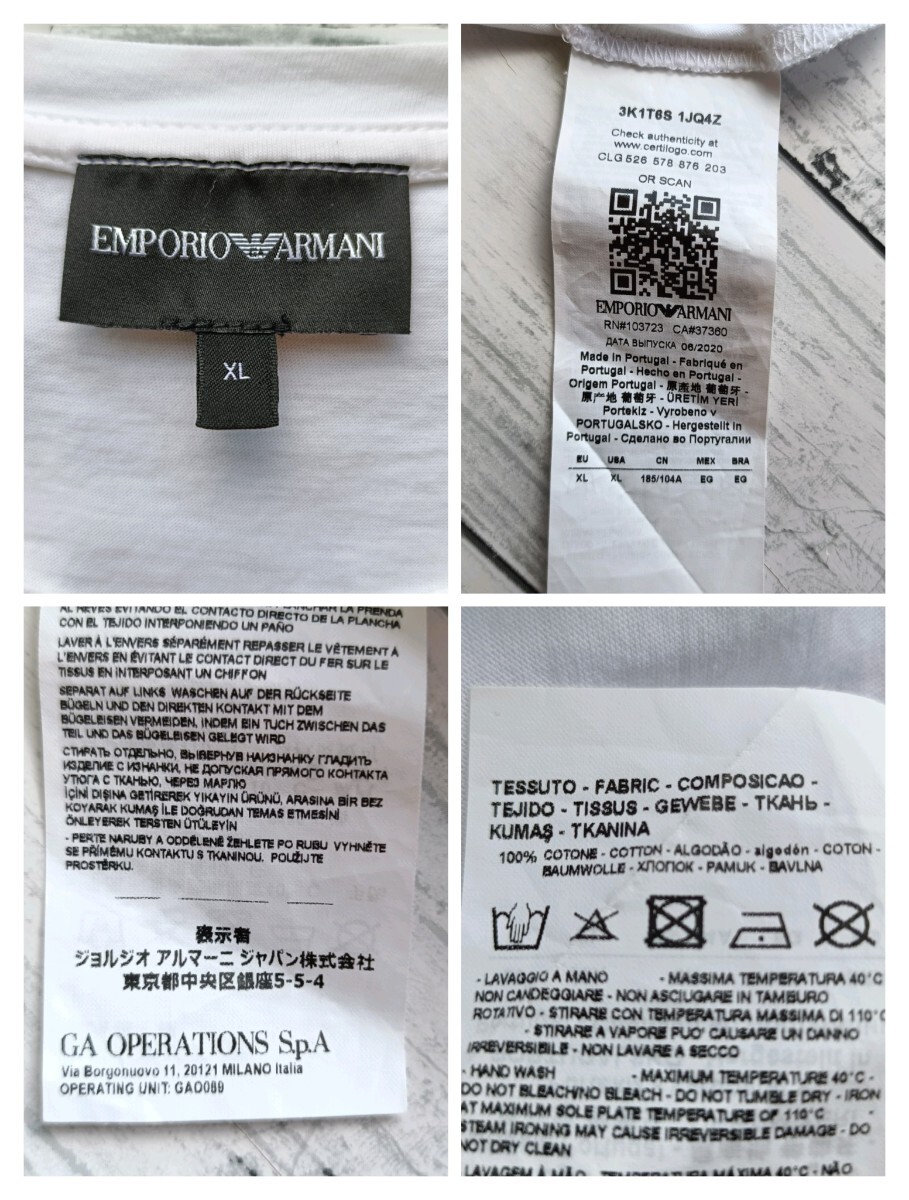 EMPORIO ARMANI
XL
3K1T6S 1JQ4Z
Check authenticity at
www.certilogo.com
CLG 526 578 876 203
OR SCAN
EMPORIO ARMANI
RN#103723 CA#37360
ДАТА ВЫПУСКА 06/2020
Made in Portugal - Fabriqué en
Portugal - Hecho en Portugal -
Origem Portugal - 原產地 葡萄牙 -
原产地 葡萄牙 - ÜRETİM YERİ
Portekiz - Vyrobeno v
PORTUGALSKO - Hergestellt in
Portugal - Сделано во Португалии
EU USA CN MEX BRA
XL XL 185/104A EG EG
AL REVES EVITANDO EL CONTACTO DIRECTO DE LA PLANCHA
CON EL TEJIDO INTERPONIENDO UN PAÑO
LAVER À L'ENVERS SÉPARÉMENT REPASSER LE VÊTEMENT À
L'ENVERS EN ÉVITANT LE CONTACT DIRECT DU FER SUR LE
TISSUS EN INTERPOSANT UN CHIFFON
SEPARAT AUF LINKS WASCHEN AUF DER RÜCKSEITE
BÜGELN UND DEN DIREKTEN KONTAKT MIT DEM
BÜGELEISEN VERMEIDEN, INDEM EIN TUCH ZWISCHEN DAS
TEIL UND DAS BÜGELEISEN GELEGT WIRD
СТИРАТЬ ОТДЕЛЬНО, ВЫВЕРНУВ НАИЗНАНКУ ГЛАДИТЬ
ИЗДЕЛИЕ С ИЗНАНКИ, НЕ ДОПУСКАЯ ПРЯМОГО КОНТАКТА
УТЮГА С ТКАНЬЮ, ЧЕРЕЗ МАРЛЮ
İÇİNİ DIŞINA GETİREREK YIKAYIN ÜRÜNÜ, ARASINA BİR BEZ
KOYARAK KUMAŞ İLE DOĞRUDAN TEMAS ETMESİNİ
ÖNLEYEREK TERSTEN ÜTÜLEYİN
- PERTE NARUBY A ODDĚLENĚ ŽEHLETE PO RUBU VYHNĚTE
SE PŘÍMÉMU KONTAKTU S TKANINOU. POUŽIJTE
PROSTĚRKU.
表示者
ジョルジオ アルマーニ ジャパン株式会社
東京都中央区銀座5-5-4
GA OPERATIONS S.p.A
Via Borgonuovo 11, 20121 MILANO Italia
OPERATING UNIT: GAO089
TESSUTO - FABRIC - COMPOSICAO -
TEJIDO - TISSUS - GEWEBE - ТКАНЬ -
KUMAŞ - TKANINA
100% COTONE - COTTON - ALGODÃO - algodón - COTON -
BAUMWOLLE - ХЛОПОК - PAMUK - BAVLNA
- LAVAGGIO A MANO - MASSIMA TEMPERATURA 40°C
NON CANDEGGIARE - NON ASCIUGARE IN TAMBURO
ROTATIVO - STIRARE CON TEMPERATURA MASSIMA DI 110°C
- STIRARE A VAPORE PUO' CAUSARE UN DANNO
IRREVERSIBILE - NON LAVARE A SECCO
- HAND WASH - MAXIMUM TEMPERATURE 40°C -
DO NOT BLEACH/NO BLEACH - DO NOT TUMBLE DRY - IRON
AT MAXIMUM SOLE PLATE TEMPERATURE OF 110°C -
STEAM IRONING MAY CAUSE IRREVERSIBLE DAMAGE - DO
NOT DRY CLEAN
LAVAGEM À MÃO TEMPERATURA MÁXIMA 40°C - NÃO